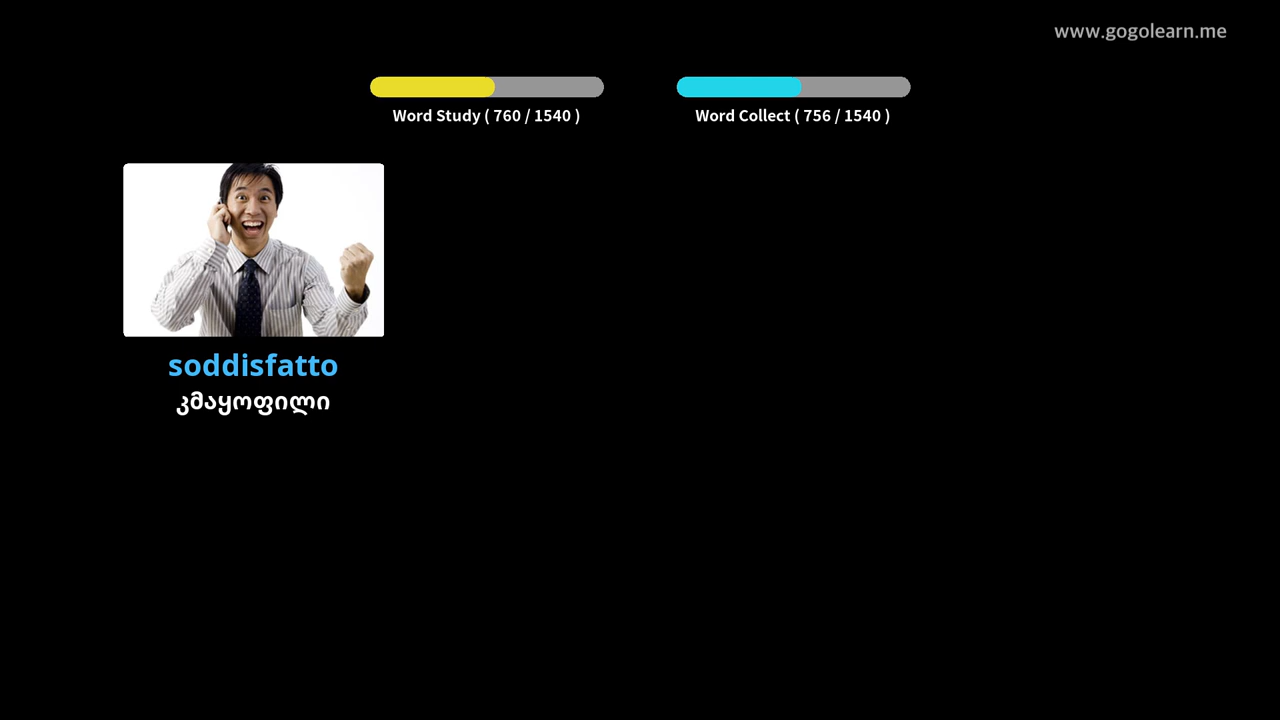 www.gogolearn.me
Word Study ( 760 / 1540 )
Word Collect ( 756 / 1540 )
soddisfatto
კმაყოფილი